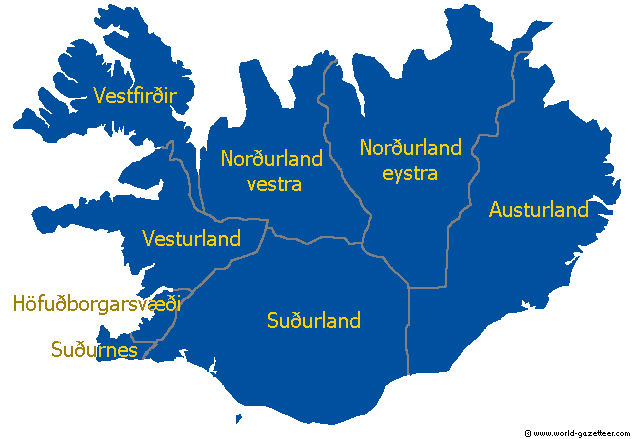 Vestfirðir
Norðurland
vestra
Norðurland
eystra
Austurland
Vesturland
Höfuðborgarsvæði
Suðurland
Suðurnes
© www.world-gazetteer.com